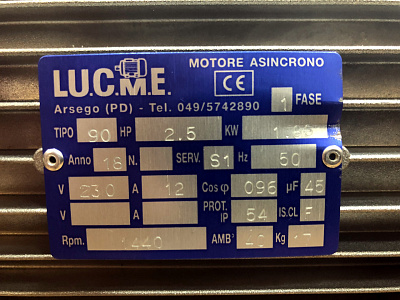 LU.C.M.E.
MOTORE ASINCRONO
CE
Arsego (PD) - Tel. 049/5742890 1 FASE
TIPO 90 HP 2.5 KW
Anno 18 N. SERV. S1 Hz 50
V 230 A 12 Cos φ 096 µF 45
V A PROT. IP 54 IS.CL F
Rpm. 1440 AMB° 40 Kg 17